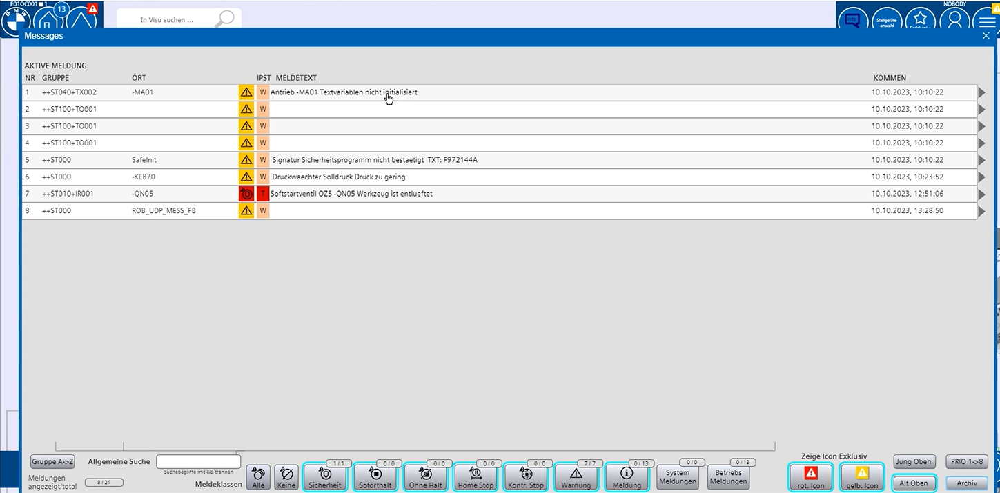 E01OC001 1
NOBODY
BMW
13
In Visu suchen ...
Info
Stellgeräte-
anwahl
Messages
AKTIVE MELDUNG
NR GRUPPE ORT IPST MELDETEXT KOMMEN
1 ++ST040+TX002 -MA01 W Antrieb -MA01 Textvariablen nicht initialisiert 10.10.2023, 10:10:22
2 ++ST100+TO001 W 10.10.2023, 10:10:22
3 ++ST100+TO001 W 10.10.2023, 10:10:22
4 ++ST100+TO001 W 10.10.2023, 10:10:22
5 ++ST000 SafeInit W Signatur Sicherheitsprogramm nicht bestaetigt TXT: F972144A 10.10.2023, 10:10:22
6 ++ST000 -KEB70 W Druckwaechter Solldruck Druck zu gering 10.10.2023, 10:23:52
7 ++ST010+IR001 -QN05 T Softstartventil OZ5 -QN05 Werkzeug ist entlueftet 10.10.2023, 12:51:06
8 ++ST000 ROB_UDP_MESS_FB W 10.10.2023, 13:28:50
Gruppe A->Z
Allgemeine Suche
Suchebegriffe mit && trennen
Meldungen
angezeigt/total
8/21
Meldeklassen
Alle
Keine
1/1
Sicherheit
0/0
Soforthalt
0/0
Ohne Halt
0/0
Home Stop
0/0
Kontr. Stop
7/7
Warnung
0/13
Meldung
0/0
System
Meldungen
0/13
Betriebs
Meldungen
Zeige Icon Exklusiv
rot. Icon
gelb. Icon
Jung Oben
Alt Oben
PRIO 1->8
Archiv